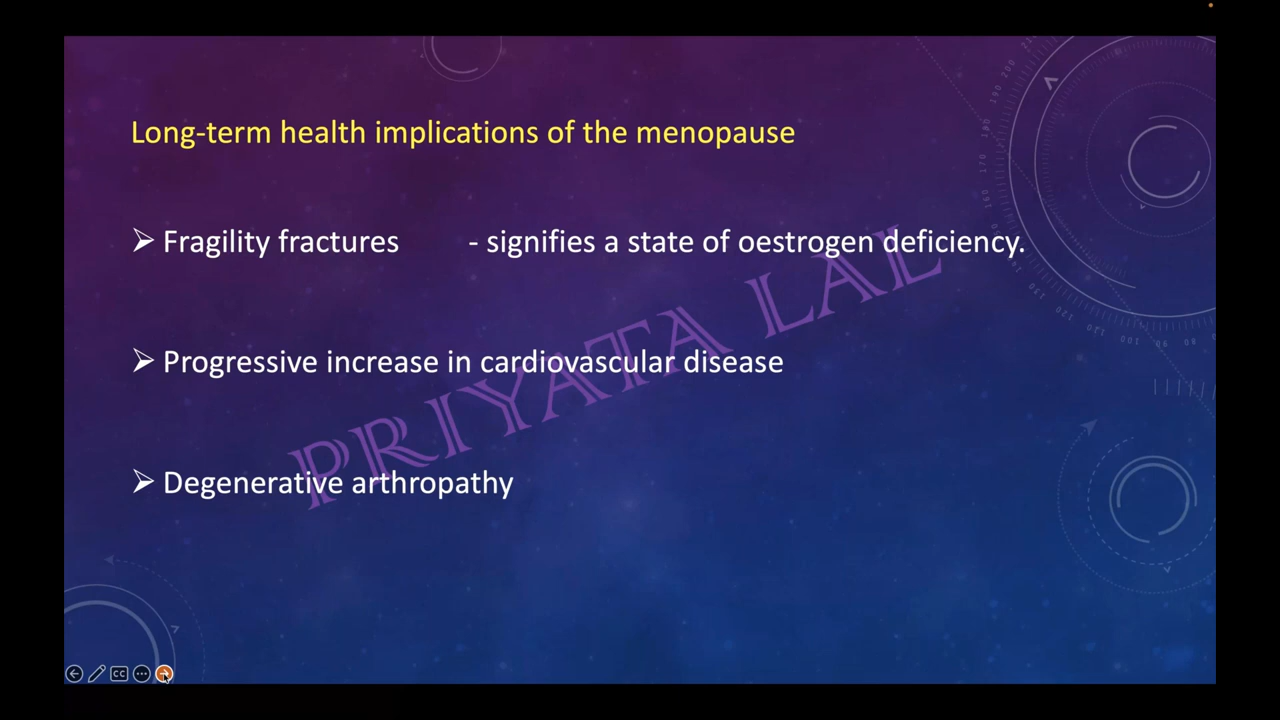 Long-term health implications of the menopause
Fragility fractures - signifies a state of oestrogen deficiency.
Progressive increase in cardiovascular disease
Degenerative arthropathy
PRIYATA LAL
CC